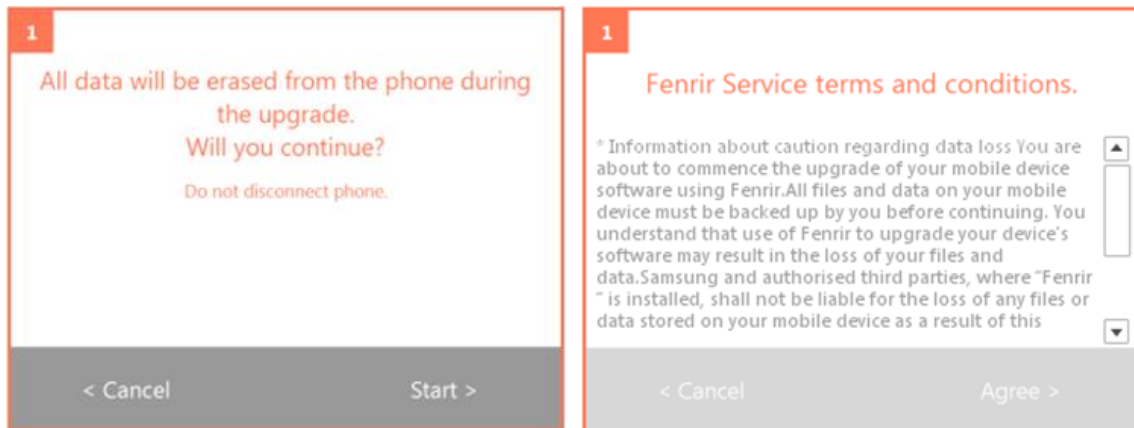 1
All data will be erased from the phone during
the upgrade.
Will you continue?
Do not disconnect phone.
< Cancel
Start >
1
Fenrir Service terms and conditions.
* Information about caution regarding data loss You are
about to commence the upgrade of your mobile device
software using Fenrir.All files and data on your mobile
device must be backed up by you before continuing. You
understand that use of Fenrir to upgrade your device's
software may result in the loss of your files and
data.Samsung and authorised third parties, where "Fenrir
" is installed, shall not be liable for the loss of any files or
data stored on your mobile device as a result of this
< Cancel
Agree >